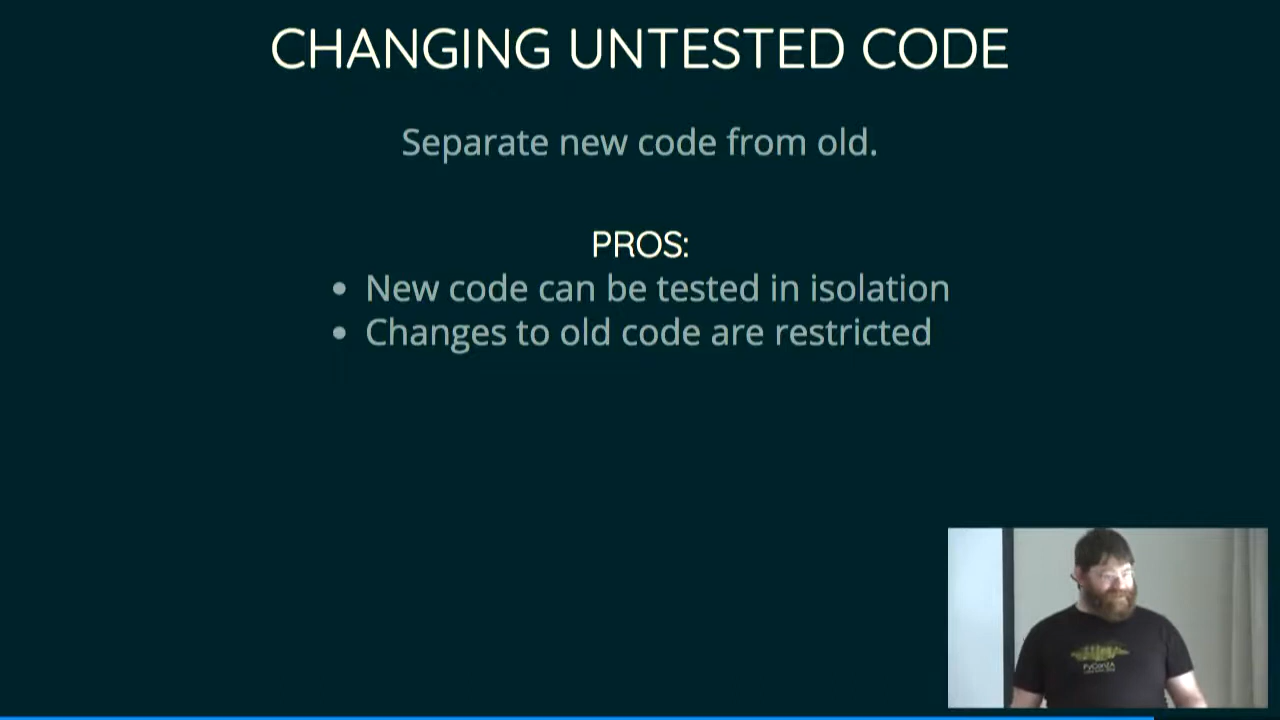 CHANGING UNTESTED CODE
Separate new code from old.
PROS:
New code can be tested in isolation
Changes to old code are restricted
PyConZA